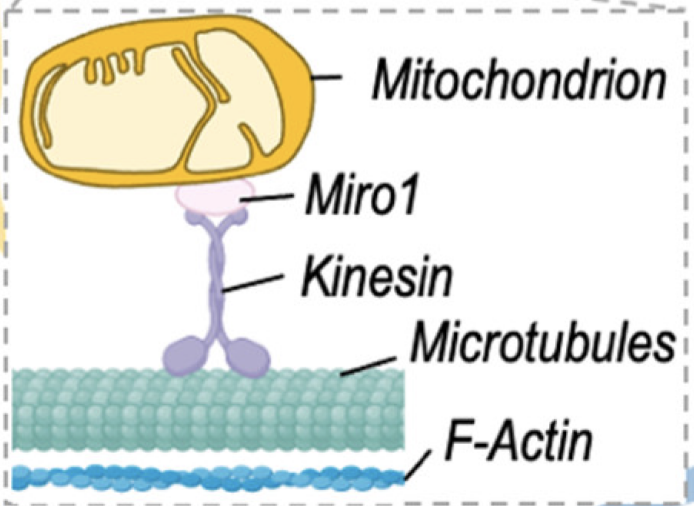 Mitochondrion
Miro1
Kinesin
Microtubules
F-Actin